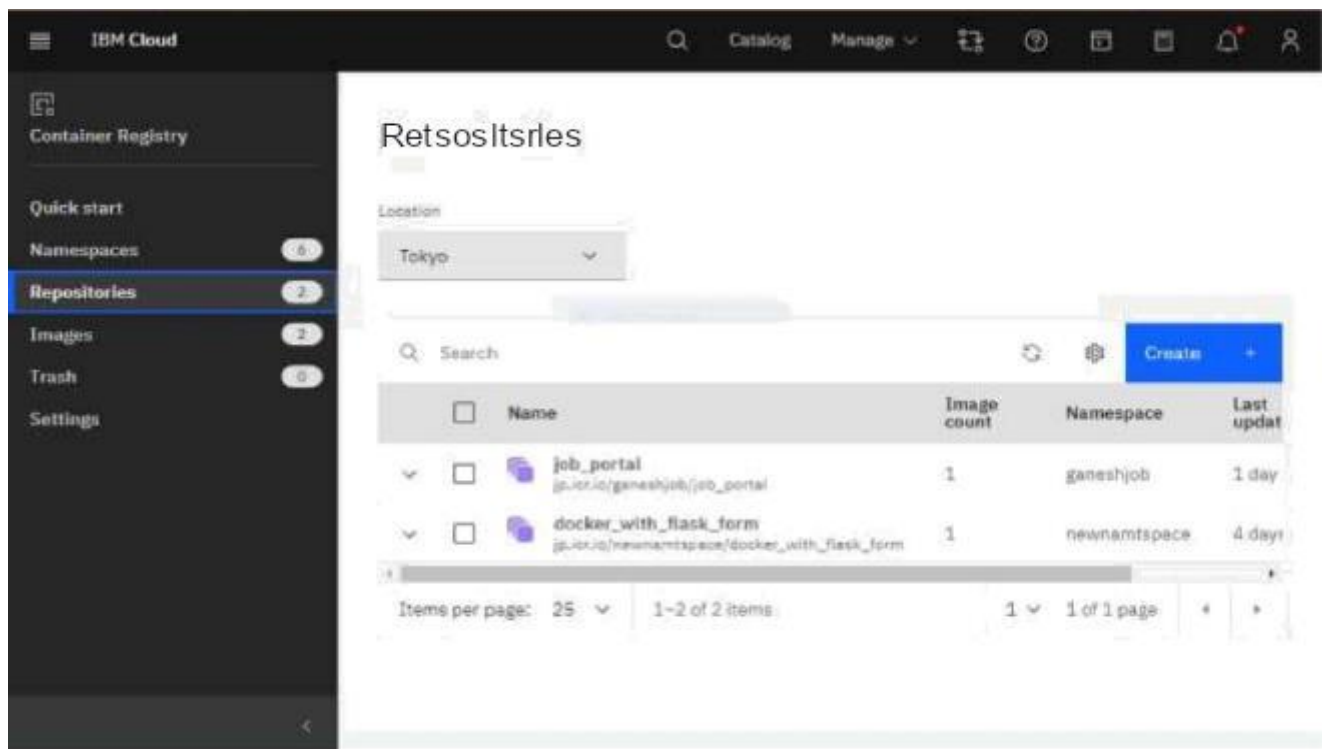 IBM Cloud
Catalog
Manage
Container Registry
Quick start
Namespaces 6
Repositories 2
Images 2
Trash 0
Settings
RetsosItsrles
Location
Tokyo
Search
Create +
Name
Image count
Namespace
Last updat
job_portal
jp.icr.io/ganeshjob/job_portal
1
ganeshjob
1 day
docker_with_flask_form
jp.icr.io/newnamtspace/docker_with_flask_form
1
newnamtspace
4 days
Items per page: 25
1–2 of 2 items
1
1 of 1 page